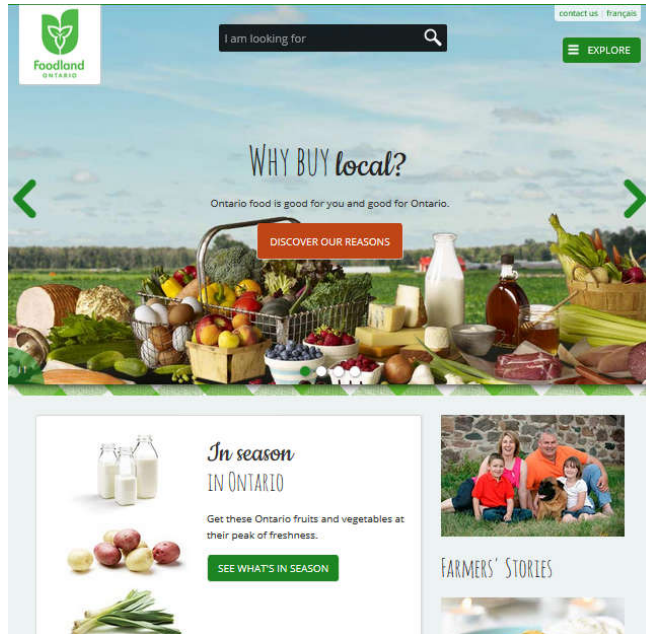 contact us | français
Foodland
ONTARIO
I am looking for
EXPLORE
WHY BUY local?
Ontario food is good for you and good for Ontario.
DISCOVER OUR REASONS
In season
IN ONTARIO
Get these Ontario fruits and vegetables at
their peak of freshness.
SEE WHAT'S IN SEASON
FARMERS' STORIES